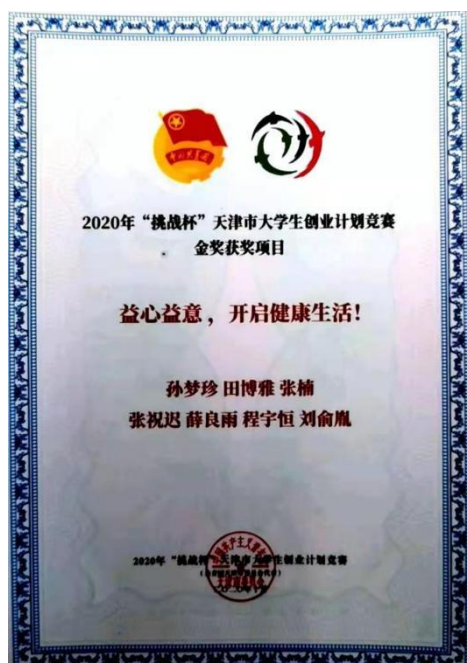 2020年“挑战杯”天津市大学生创业计划竞赛
金奖获奖项目
益心益意，开启健康生活！
孙梦珍 田博雅 张楠
张祝迟 薛良雨 程宇恒 刘俞胤
2020年“挑战杯”天津市大学生创业计划竞赛